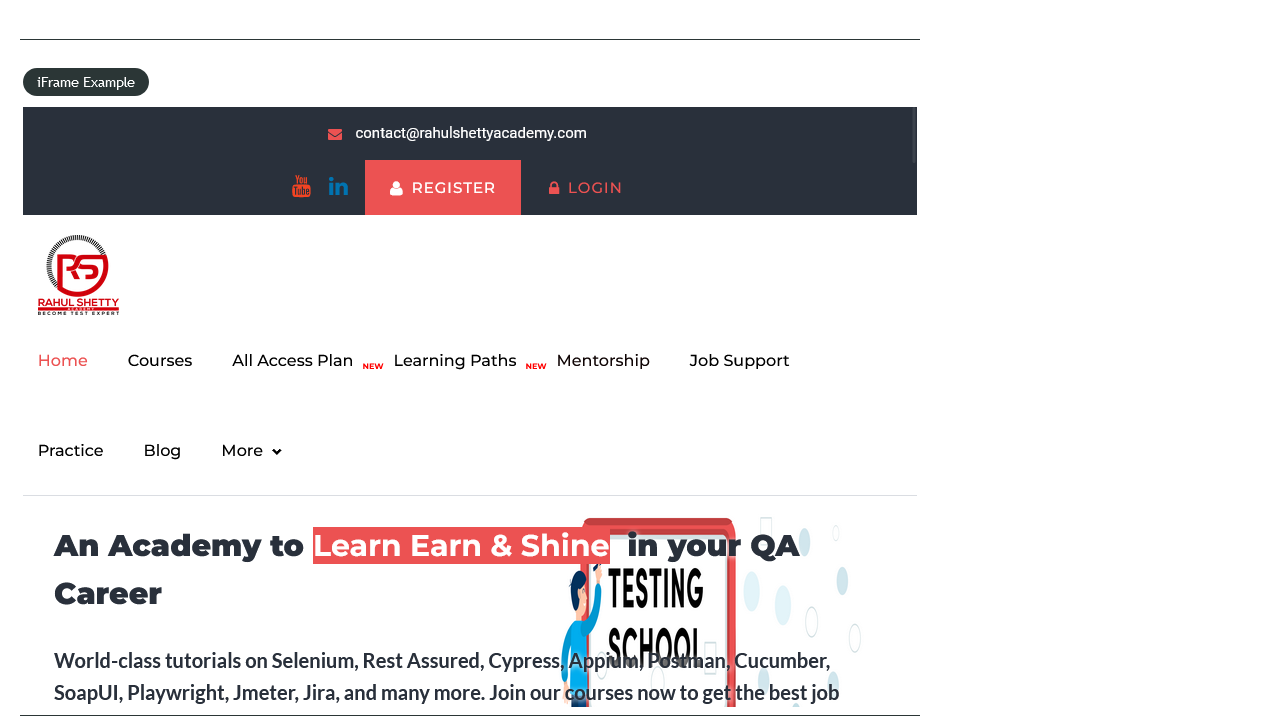 iFrame Example
contact@rahulshettyacademy.com
You
Tube
in
REGISTER
LOGIN
RS
RAHUL SHETTY
ACADEMY
BECOME TEST EXPERT
Home
Courses
All Access Plan
NEW
Learning Paths
NEW
Mentorship
Job Support
Practice
Blog
More
An Academy to Learn Earn & Shine in your QA
Career
TESTING
SCHOOL
World-class tutorials on Selenium, Rest Assured, Cypress, Appium, Postman, Cucumber,
SoapUI, Playwright, Jmeter, Jira, and many more. Join our courses now to get the best job